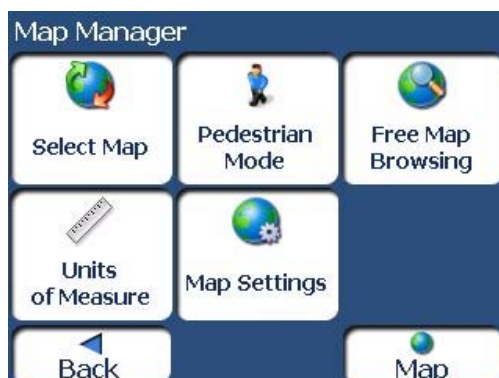 Map Manager
Select Map
Pedestrian
Mode
Free Map
Browsing
Units
of Measure
Map Settings
Back
Map